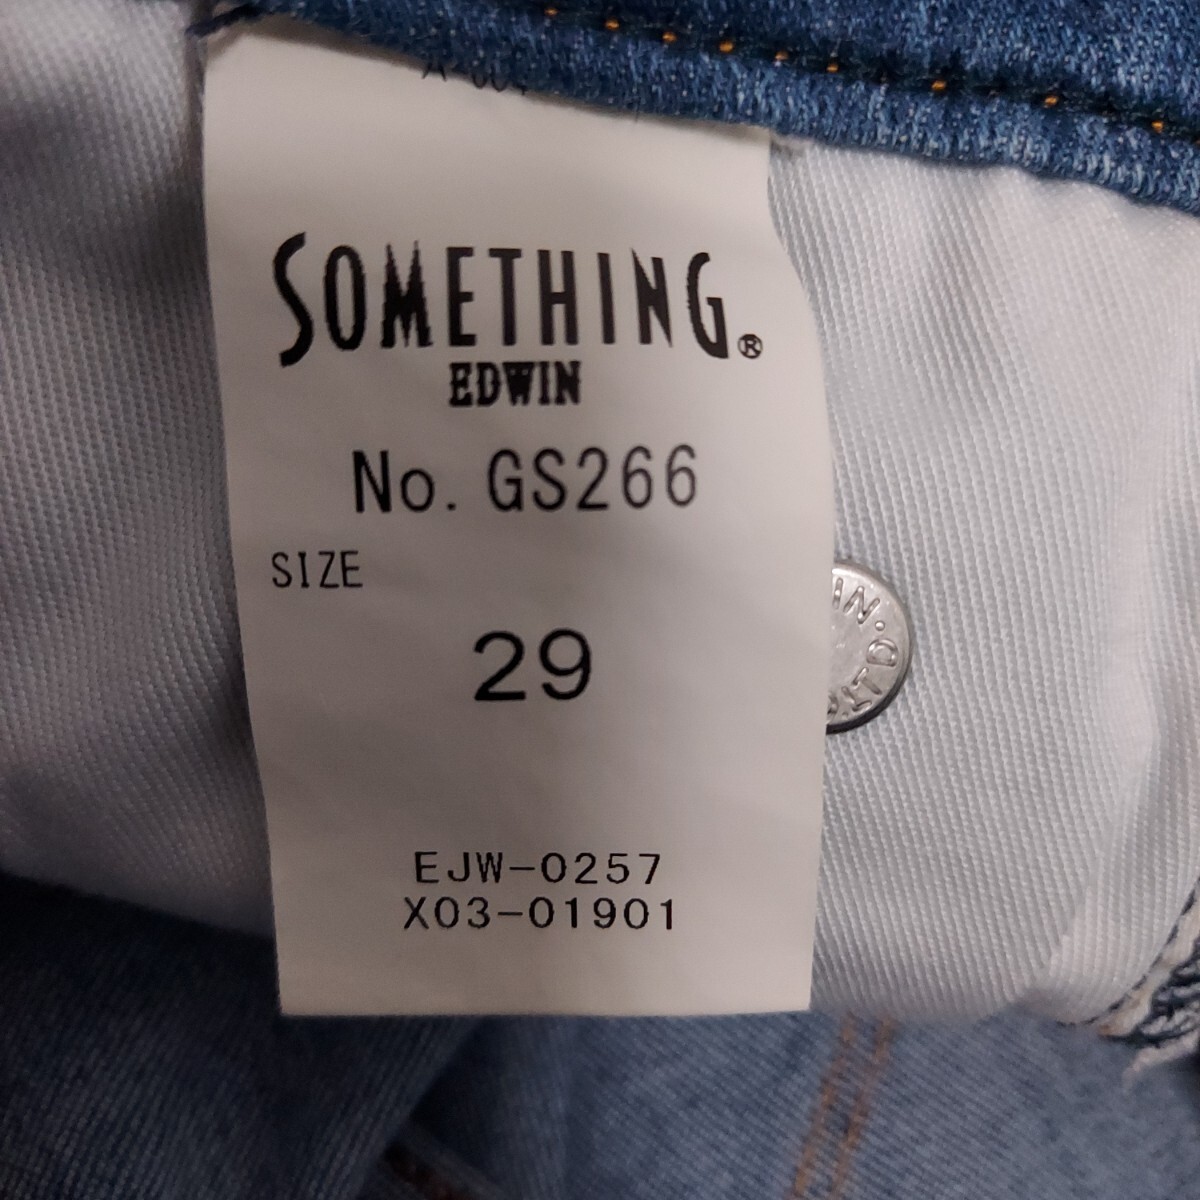 SOMETHING®
EDWIN
No. GS266
SIZE
29
EJW-0257
X03-01901